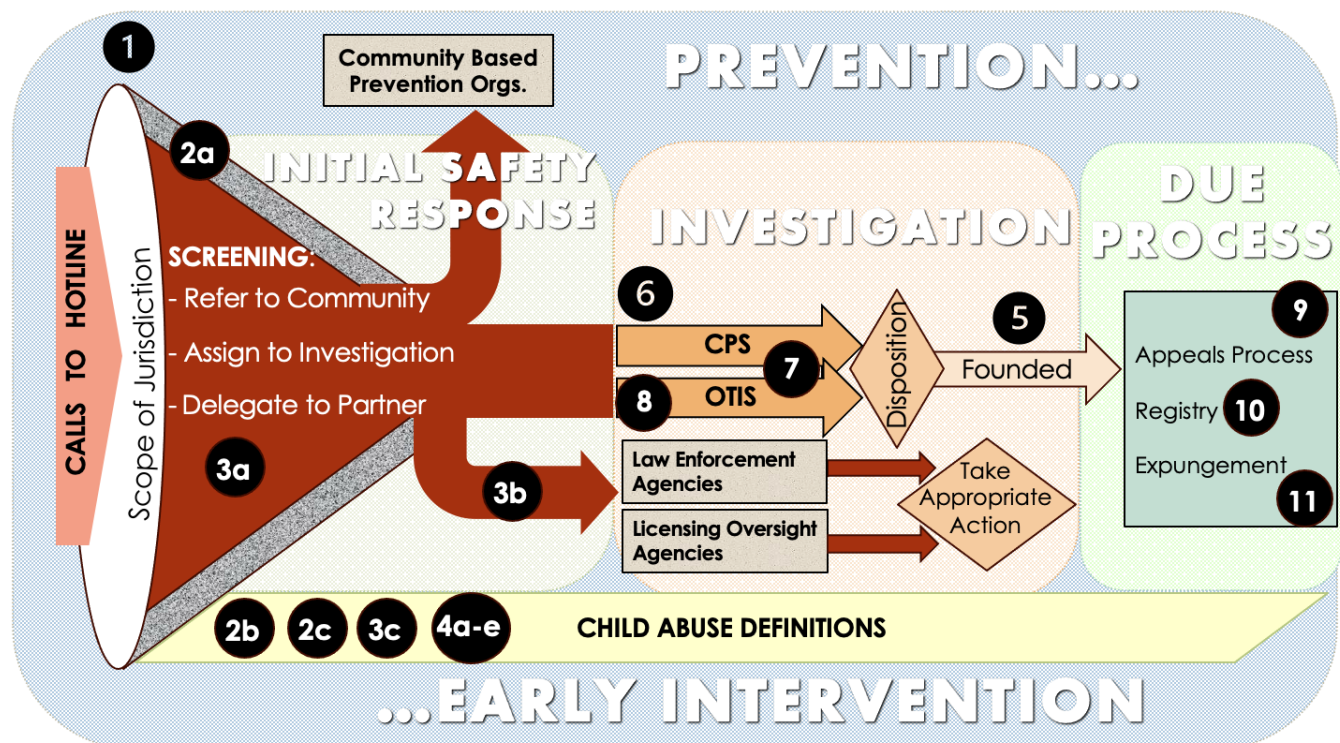 1
Community Based
Prevention Orgs.
PREVENTION...
2a
INITIAL SAFETY
RESPONSE
INVESTIGATION
DUE
PROCESS
CALLS TO HOTLINE
Scope of Jurisdiction
SCREENING:
- Refer to Community
- Assign to Investigation
- Delegate to Partner
3a
3b
6
CPS
7
8
OTIS
Disposition
5
Founded
Law Enforcement
Agencies
Licensing Oversight
Agencies
Take
Appropriate
Action
9
Appeals Process
Registry 10
Expungement
11
2b 2c 3c 4a-e CHILD ABUSE DEFINITIONS
...EARLY INTERVENTION